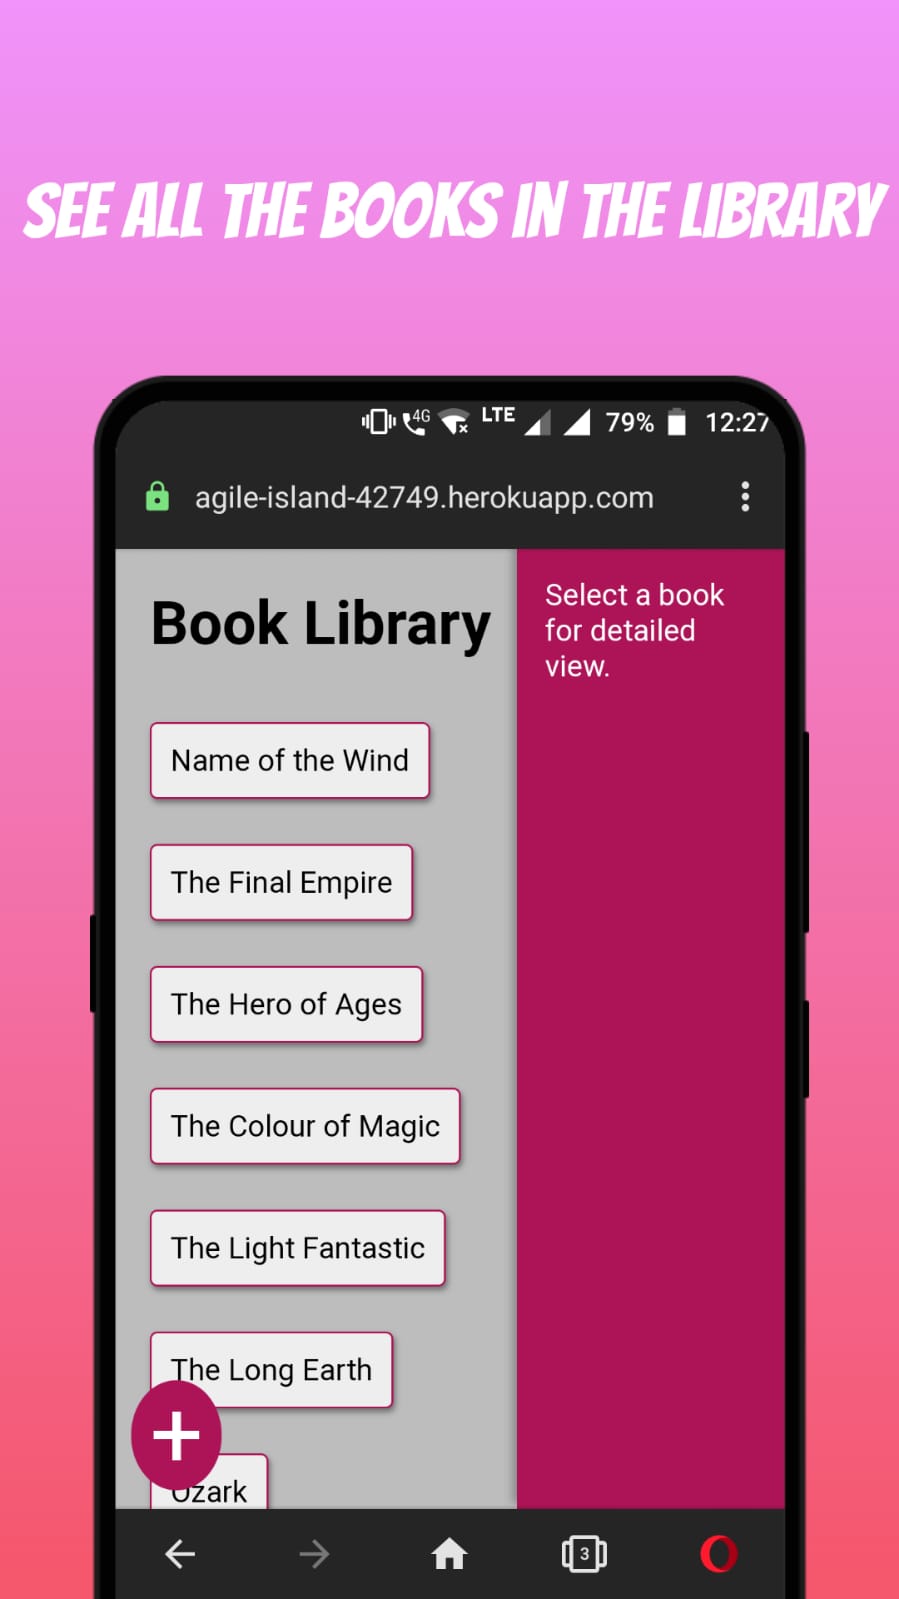 SEE ALL THE BOOKS IN THE LIBRARY
4G LTE 79% 12:27
agile-island-42749.herokuapp.com
Book Library
Select a book
for detailed
view.
Name of the Wind
The Final Empire
The Hero of Ages
The Colour of Magic
The Light Fantastic
The Long Earth
+
Ozark
3